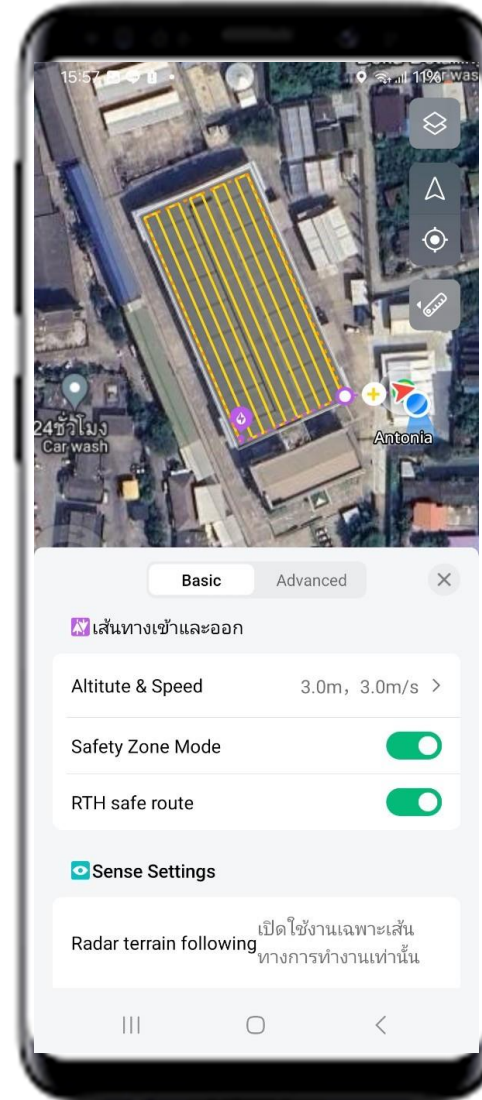 15:57
11%
24ชั่วโมง
Car wash
Antonia
Basic
Advanced
เส้นทางเข้าและออก
Altitute & Speed
3.0m, 3.0m/s
Safety Zone Mode
RTH safe route
Sense Settings
Radar terrain following
เปิดใช้งานเฉพาะเส้น
ทางการทำงานเท่านั้น